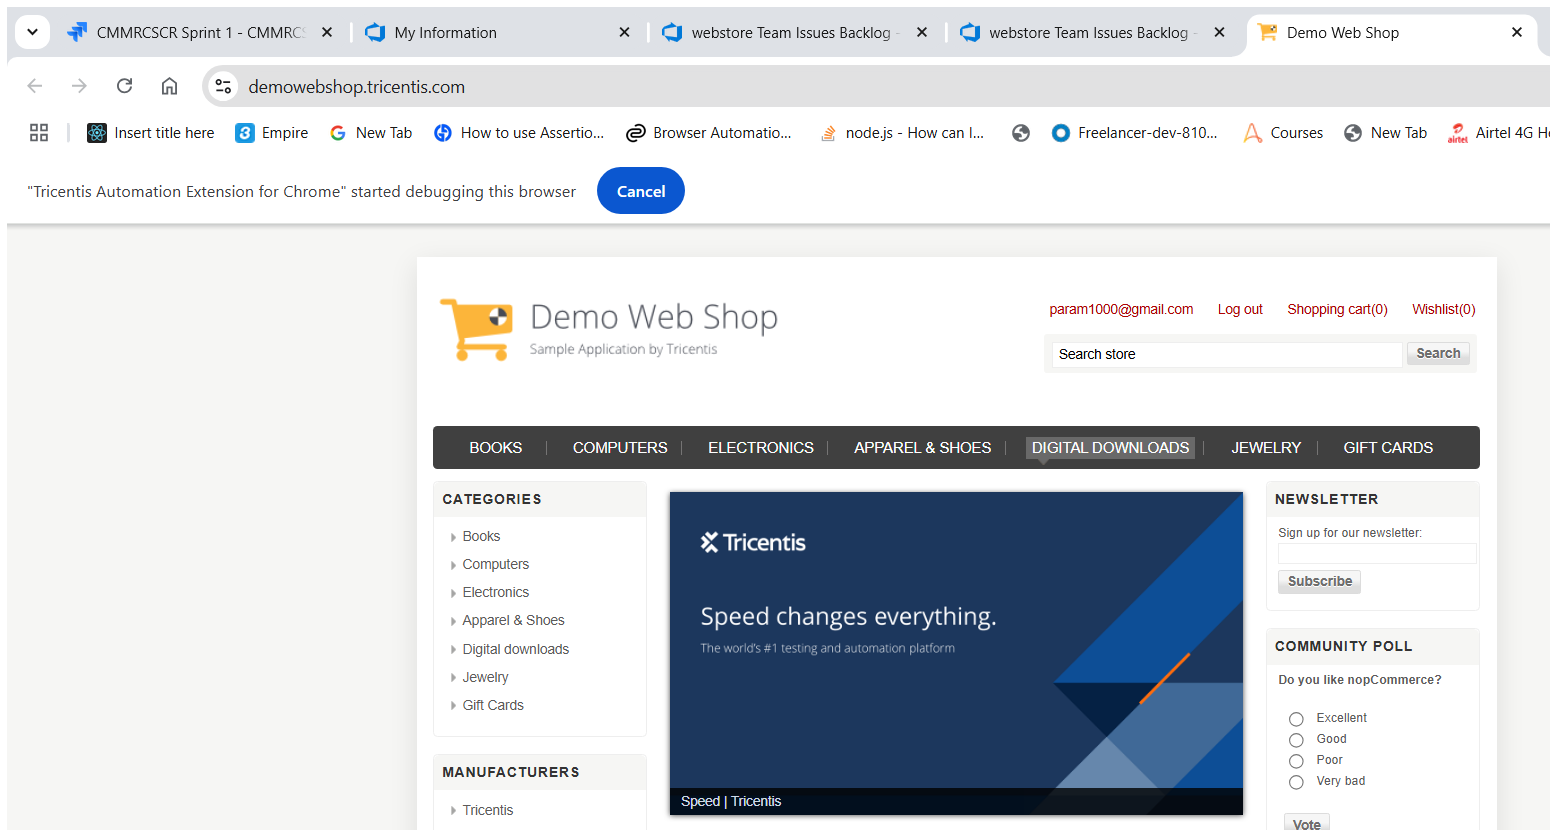 CMMRCSCR Sprint 1 - CMMRCS
My Information
webstore Team Issues Backlog -
webstore Team Issues Backlog -
Demo Web Shop
demowebshop.tricentis.com
Insert title here
Empire
New Tab
How to use Assertio...
Browser Automatio...
node.js - How can I...
Freelancer-dev-810...
Courses
New Tab
airtel
Airtel 4G H
"Tricentis Automation Extension for Chrome" started debugging this browser
Cancel
Demo Web Shop
Sample Application by Tricentis
param1000@gmail.com
Log out
Shopping cart(0)
Wishlist(0)
Search store
Search
BOOKS
COMPUTERS
ELECTRONICS
APPAREL & SHOES
DIGITAL DOWNLOADS
JEWELRY
GIFT CARDS
CATEGORIES
Books
Computers
Electronics
Apparel & Shoes
Digital downloads
Jewelry
Gift Cards
MANUFACTURERS
Tricentis
Tricentis
Speed changes everything.
The world's #1 testing and automation platform
Speed | Tricentis
NEWSLETTER
Sign up for our newsletter:
Subscribe
COMMUNITY POLL
Do you like nopCommerce?
Excellent
Good
Poor
Very bad
Vote